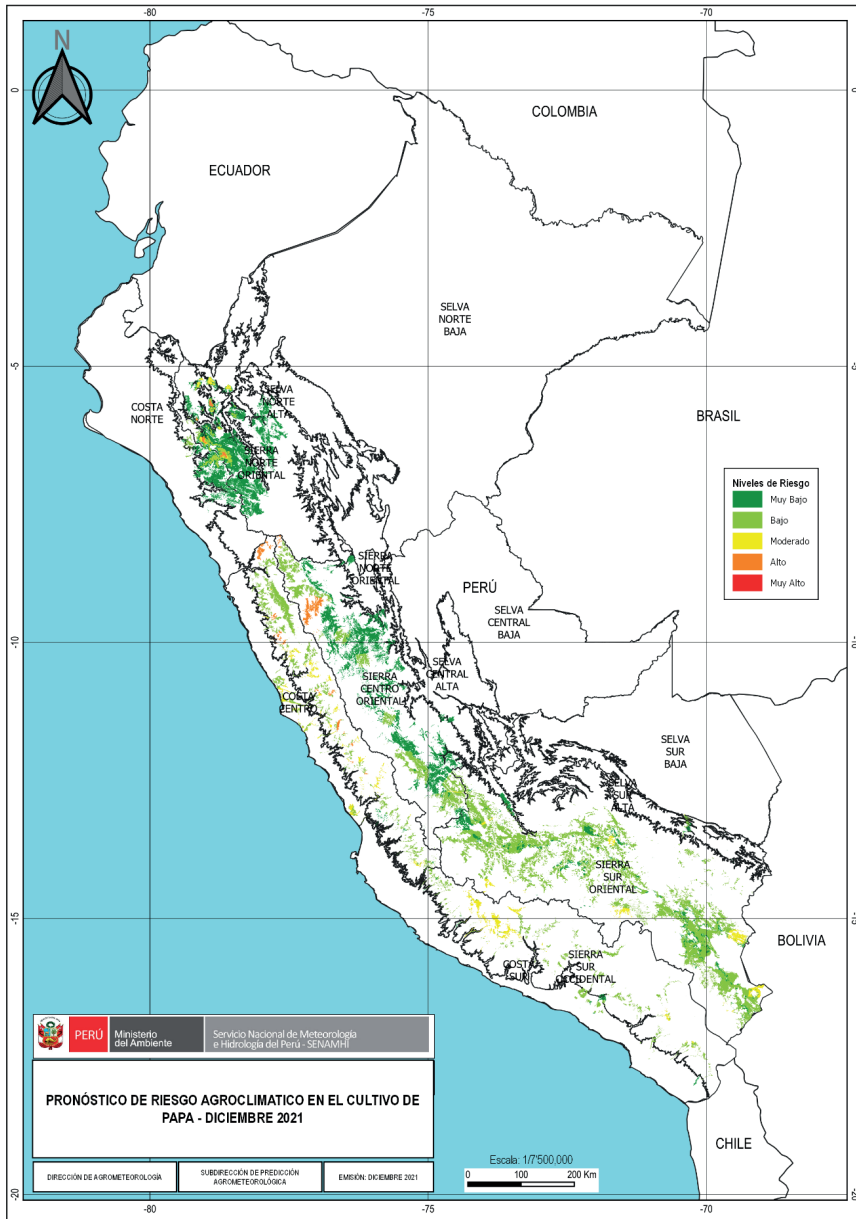 -80
-75
-70
N
0
0
COLOMBIA
ECUADOR
SELVA
NORTE
BAJA
-5
-5
COSTA
NORTE
SELVA
NORTE
ALTA
BRASIL
SIERRA
NORTE
ORIENTAL
Niveles de Riesgo
Muy Bajo
Bajo
Moderado
Alto
Muy Alto
SIERRA
NORTE
ORIENTAL
PERÚ
SELVA
CENTRAL
BAJA
-10
-10
SELVA
CENTRAL
ALTA
SIERRA
CENTRO
ORIENTAL
COSTA
CENTRO
SELVA
SUR
BAJA
SELVA
SUR
ALTA
SIERRA
SUR
ORIENTAL
-15
-15
BOLIVIA
COSTA
SUR
SIERRA
SUR
OCCIDENTAL
PERÚ
Ministerio
del Ambiente
Servicio Nacional de Meteorología
e Hidrología del Perú - SENAMHI
PRONÓSTICO DE RIESGO AGROCLIMATICO EN EL CULTIVO DE
PAPA - DICIEMBRE 2021
DIRECCIÓN DE AGROMETEOROLOGÍA
SUBDIRECCIÓN DE PREDICCIÓN
AGROMETEOROLÓGICA
EMISIÓN: DICIEMBRE 2021
CHILE
Escala: 1/7'500,000
0 100 200 Km
-20
-20
-80
-75
-70